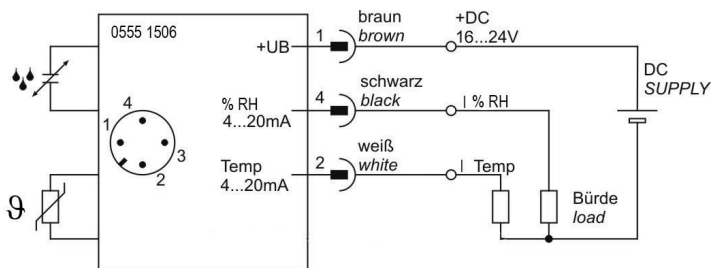 0555 1506
+UB
1
braun
brown
+DC
16...24V
% RH
4...20mA
4
schwarz
black
I % RH
DC
SUPPLY
Temp
4...20mA
2
weiß
white
I Temp
Bürde
load
4
1
3
2
ϑ